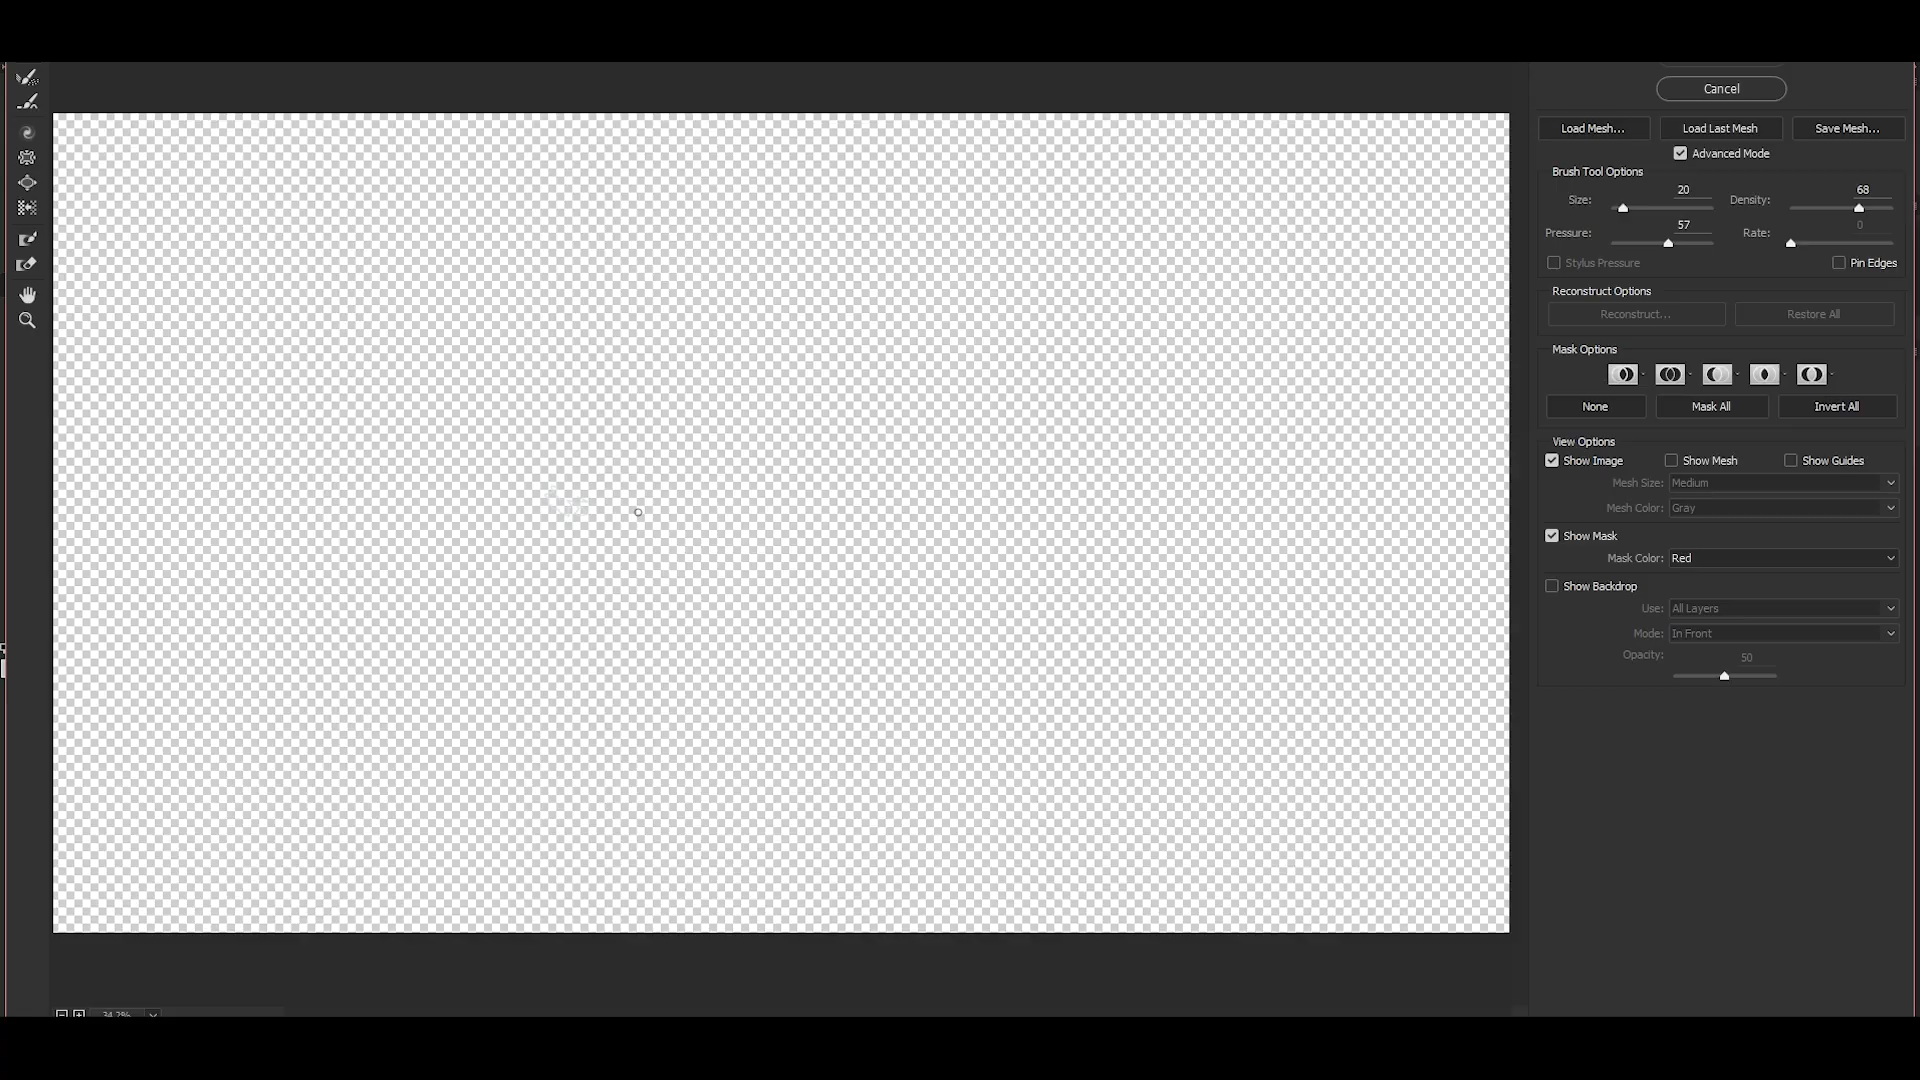 Cancel
Load Mesh... Load Last Mesh Save Mesh...
Advanced Mode
Brush Tool Options
Size: 20 Density: 68
Pressure: 57 Rate: 0
Stylus Pressure Pin Edges
Reconstruct Options
Reconstruct... Restore All
Mask Options
None Mask All Invert All
View Options
Show Image Show Mesh Show Guides
Mesh Size: Medium
Mesh Color: Gray
Show Mask
Mask Color: Red
Show Backdrop
Use: All Layers
Mode: In Front
Opacity: 50
34.2%